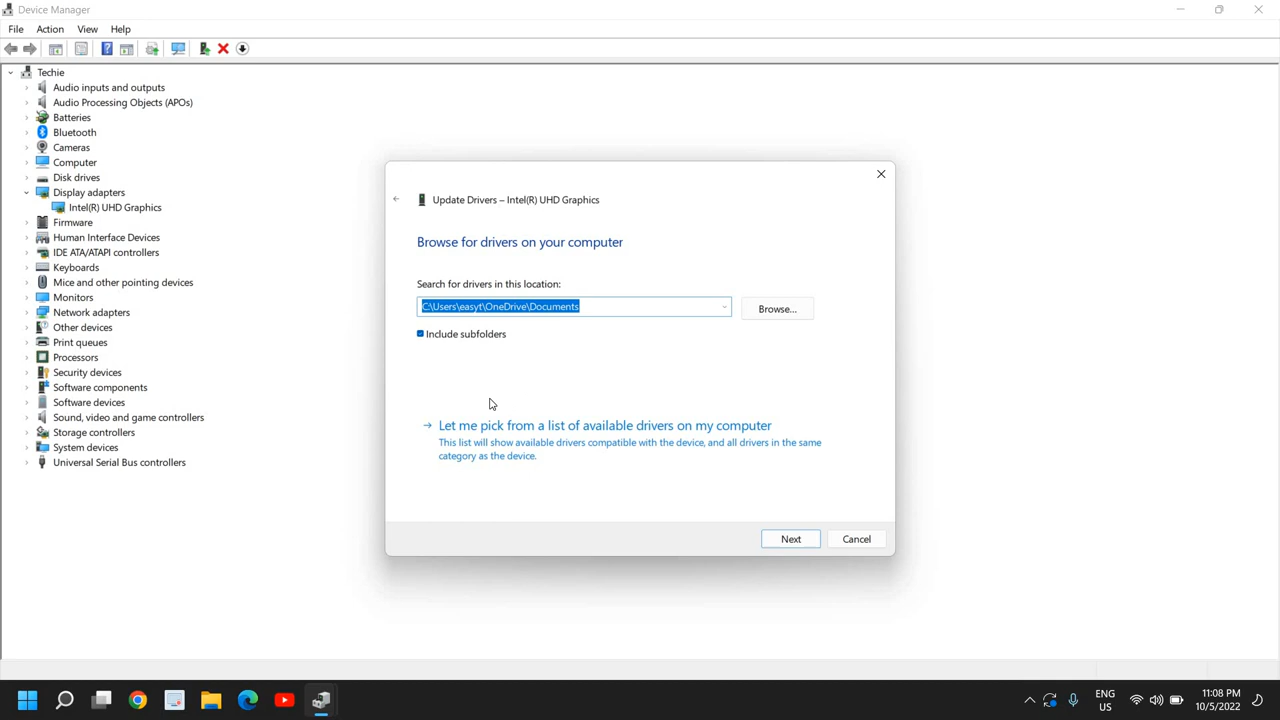 Device Manager
File Action View Help
Techie
Audio inputs and outputs
Audio Processing Objects (APOs)
Batteries
Bluetooth
Cameras
Computer
Disk drives
Display adapters
Intel(R) UHD Graphics
Firmware
Human Interface Devices
IDE ATA/ATAPI controllers
Keyboards
Mice and other pointing devices
Monitors
Network adapters
Other devices
Print queues
Processors
Security devices
Software components
Software devices
Sound, video and game controllers
Storage controllers
System devices
Universal Serial Bus controllers
Update Drivers – Intel(R) UHD Graphics
Browse for drivers on your computer
Search for drivers in this location:
C:\Users\easyt\OneDrive\Documents
Browse...
Include subfolders
Let me pick from a list of available drivers on my computer
This list will show available drivers compatible with the device, and all drivers in the same
category as the device.
Next Cancel
ENG
US
11:08 PM
10/5/2022